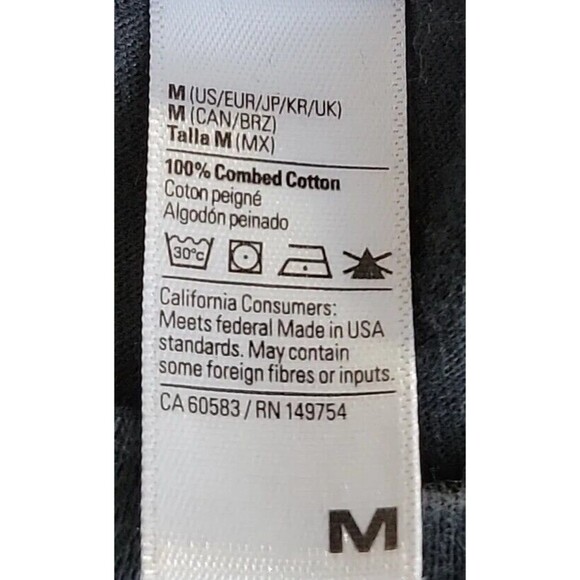 M (US/EUR/JP/KR/UK)
M (CAN/BRZ)
Talla M (MX)
100% Combed Cotton
Coton peigné
Algodón peinado
30°c
California Consumers:
Meets federal Made in USA
standards. May contain
some foreign fibres or inputs.
CA 60583 / RN 149754
M